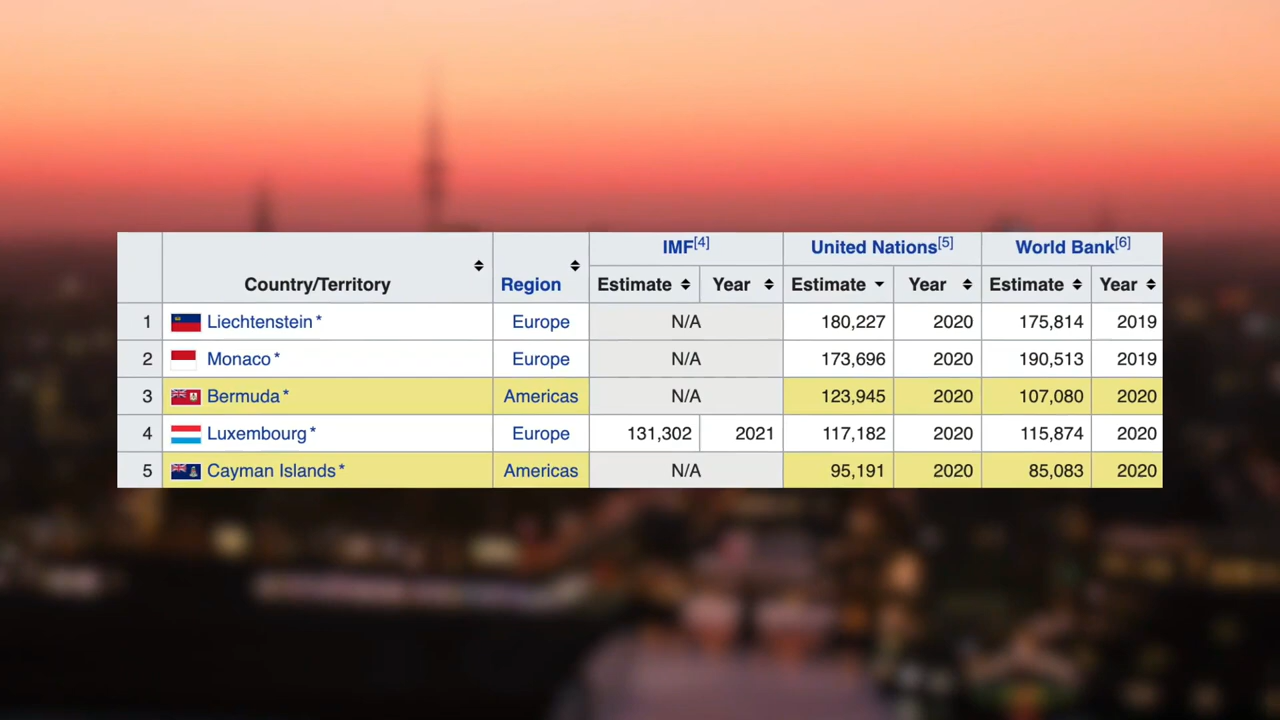 Country/Territory Region IMF[4] United Nations[5] World Bank[6]
Estimate Year Estimate Year Estimate Year
1 Liechtenstein * Europe N/A 180,227 2020 175,814 2019
2 Monaco * Europe N/A 173,696 2020 190,513 2019
3 Bermuda * Americas N/A 123,945 2020 107,080 2020
4 Luxembourg * Europe 131,302 2021 117,182 2020 115,874 2020
5 Cayman Islands * Americas N/A 95,191 2020 85,083 2020